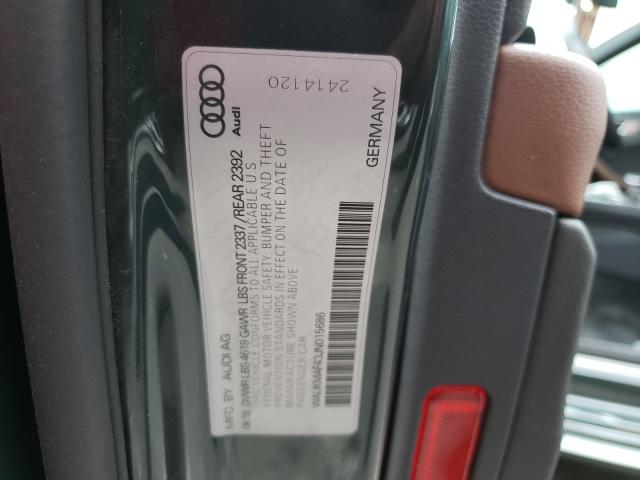 Audi
2414120
MFD. BY AUDI AG
GERMANY
06/18 GVWR LBS 4619 GAWR LBS FRONT 2337 / REAR 2392
THIS VEHICLE CONFORMS TO ALL APPLICABLE U S
FEDERAL MOTOR VEHICLE SAFETY, BUMPER AND THEFT
PREVENTION STANDARDS IN EFFECT ON THE DATE OF
MANUFACTURE SHOWN ABOVE
PASSENGER CAR
WAUKMAF43JN015686